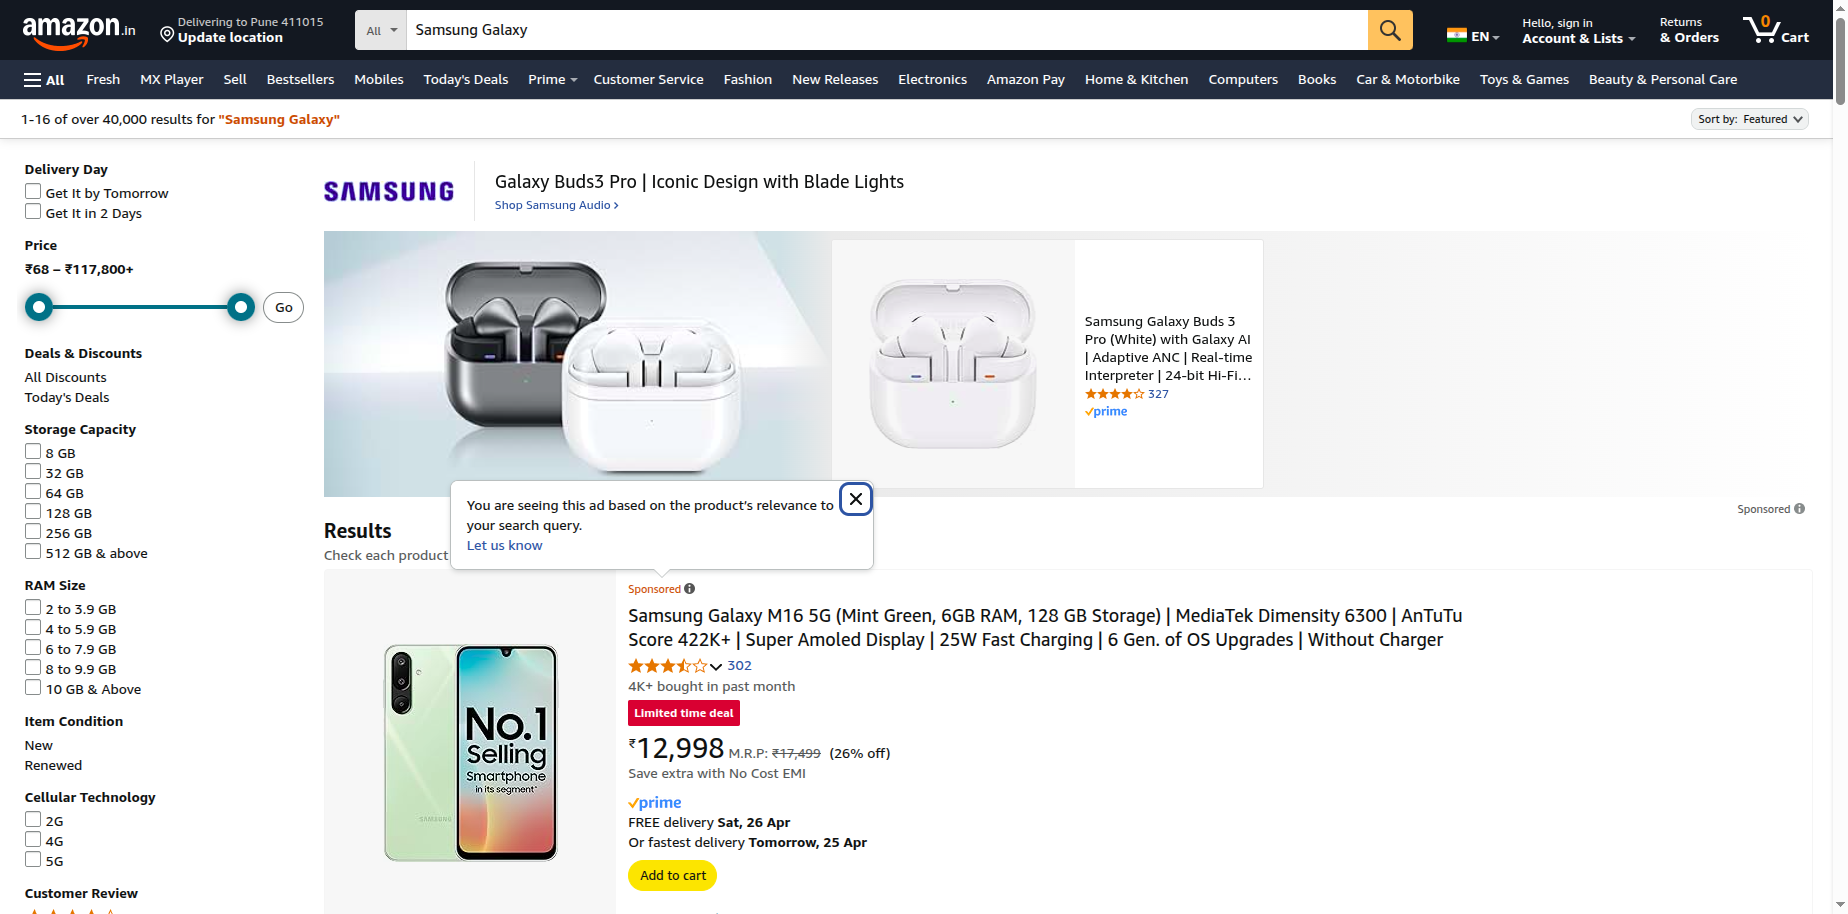 amazon.in
Delivering to Pune 411015
Update location
All
Samsung Galaxy
EN
Hello, sign in
Account & Lists
Returns
& Orders
0
Cart
All
Fresh
MX Player
Sell
Bestsellers
Mobiles
Today's Deals
Prime
Customer Service
Fashion
New Releases
Electronics
Amazon Pay
Home & Kitchen
Computers
Books
Car & Motorbike
Toys & Games
Beauty & Personal Care
1-16 of over 40,000 results for "Samsung Galaxy"
Sort by: Featured
Delivery Day
Get It by Tomorrow
Get It in 2 Days
Price
₹68 – ₹117,800+
Go
Deals & Discounts
All Discounts
Today's Deals
Storage Capacity
8 GB
32 GB
64 GB
128 GB
256 GB
512 GB & above
RAM Size
2 to 3.9 GB
4 to 5.9 GB
6 to 7.9 GB
8 to 9.9 GB
10 GB & Above
Item Condition
New
Renewed
Cellular Technology
2G
4G
5G
Customer Review
SAMSUNG
Galaxy Buds3 Pro | Iconic Design with Blade Lights
Shop Samsung Audio ›
Samsung Galaxy Buds 3
Pro (White) with Galaxy AI
| Adaptive ANC | Real-time
Interpreter | 24-bit Hi-Fi…
327
prime
Sponsored
You are seeing this ad based on the product's relevance to
your search query.
Let us know
Results
Check each product
Sponsored
Samsung Galaxy M16 5G (Mint Green, 6GB RAM, 128 GB Storage) | MediaTek Dimensity 6300 | AnTuTu
Score 422K+ | Super Amoled Display | 25W Fast Charging | 6 Gen. of OS Upgrades | Without Charger
302
4K+ bought in past month
Limited time deal
₹12,998 M.R.P: ₹17,499 (26% off)
Save extra with No Cost EMI
prime
FREE delivery Sat, 26 Apr
Or fastest delivery Tomorrow, 25 Apr
Add to cart
No.1
Selling
Smartphone
in its segment*
SAMSUNG